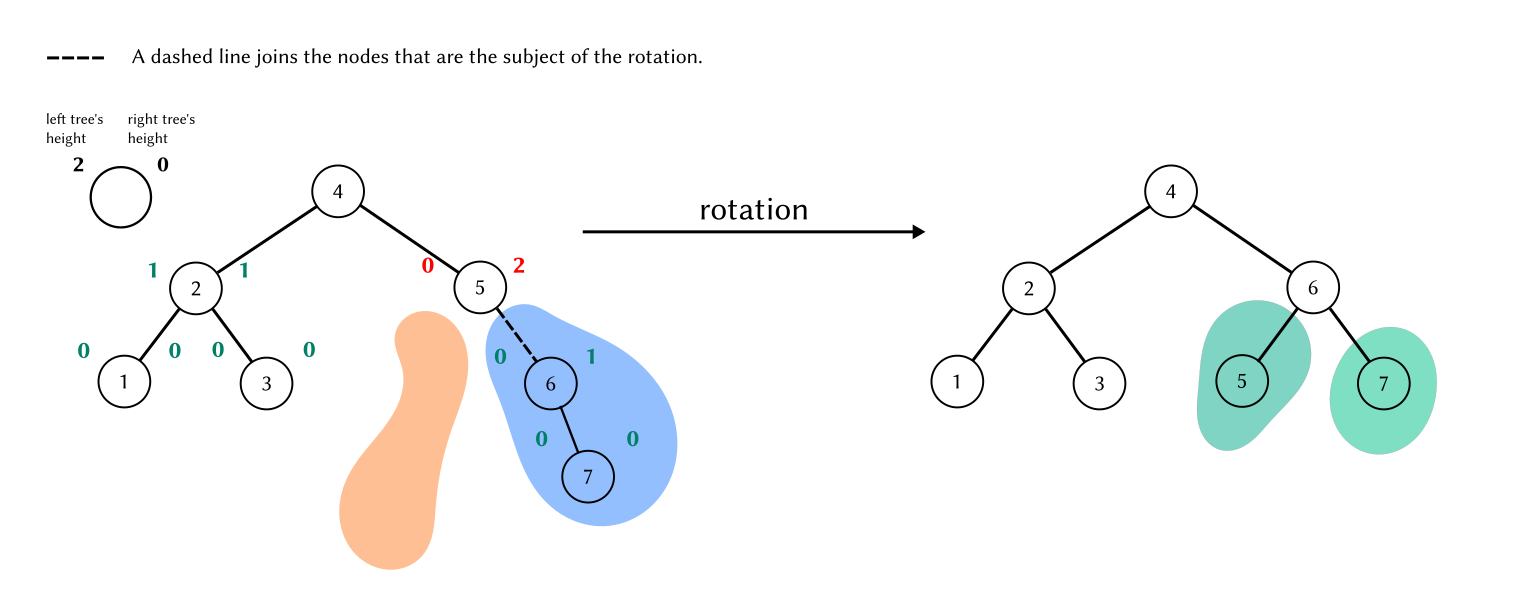 A dashed line joins the nodes that are the subject of the rotation.
left tree's right tree's
height height
2 0
4 4
rotation
1 1 0 2
2 5 2 6
0 0 0 0 0 1
1 3 6 1 3 5 7
0 0
7